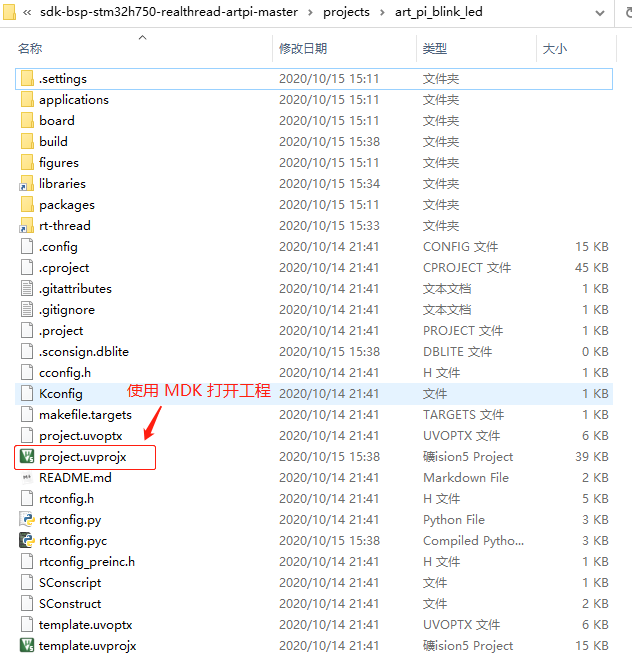 « sdk-bsp-stm32h750-realthread-artpi-master › projects › art_pi_blink_led
名称 修改日期 类型 大小
.settings 2020/10/15 15:11 文件夹
applications 2020/10/15 15:11 文件夹
board 2020/10/15 15:11 文件夹
build 2020/10/15 15:38 文件夹
figures 2020/10/15 15:11 文件夹
libraries 2020/10/15 15:34 文件夹
packages 2020/10/15 15:11 文件夹
rt-thread 2020/10/15 15:33 文件夹
.config 2020/10/14 21:41 CONFIG 文件 15 KB
.cproject 2020/10/14 21:41 CPROJECT 文件 45 KB
.gitattributes 2020/10/14 21:41 文本文档 1 KB
.gitignore 2020/10/14 21:41 文本文档 1 KB
.project 2020/10/14 21:41 PROJECT 文件 1 KB
.sconsign.dblite 2020/10/15 15:38 DBLITE 文件 0 KB
cconfig.h 2020/10/14 21:41 H 文件 1 KB
Kconfig 2020/10/14 21:41 文件 1 KB
使用 MDK 打开工程
makefile.targets 2020/10/14 21:41 TARGETS 文件 1 KB
project.uvoptx 2020/10/14 21:41 UVOPTX 文件 6 KB
project.uvprojx 2020/10/15 15:38 礦ision5 Project 39 KB
README.md 2020/10/14 21:41 Markdown File 2 KB
rtconfig.h 2020/10/14 21:41 H 文件 5 KB
rtconfig.py 2020/10/14 21:41 Python File 3 KB
rtconfig.pyc 2020/10/15 15:38 Compiled Pytho... 3 KB
rtconfig_preinc.h 2020/10/14 21:41 H 文件 1 KB
SConscript 2020/10/14 21:41 文件 1 KB
SConstruct 2020/10/14 21:41 文件 2 KB
template.uvoptx 2020/10/14 21:41 UVOPTX 文件 6 KB
template.uvprojx 2020/10/14 21:41 礦ision5 Project 15 KB